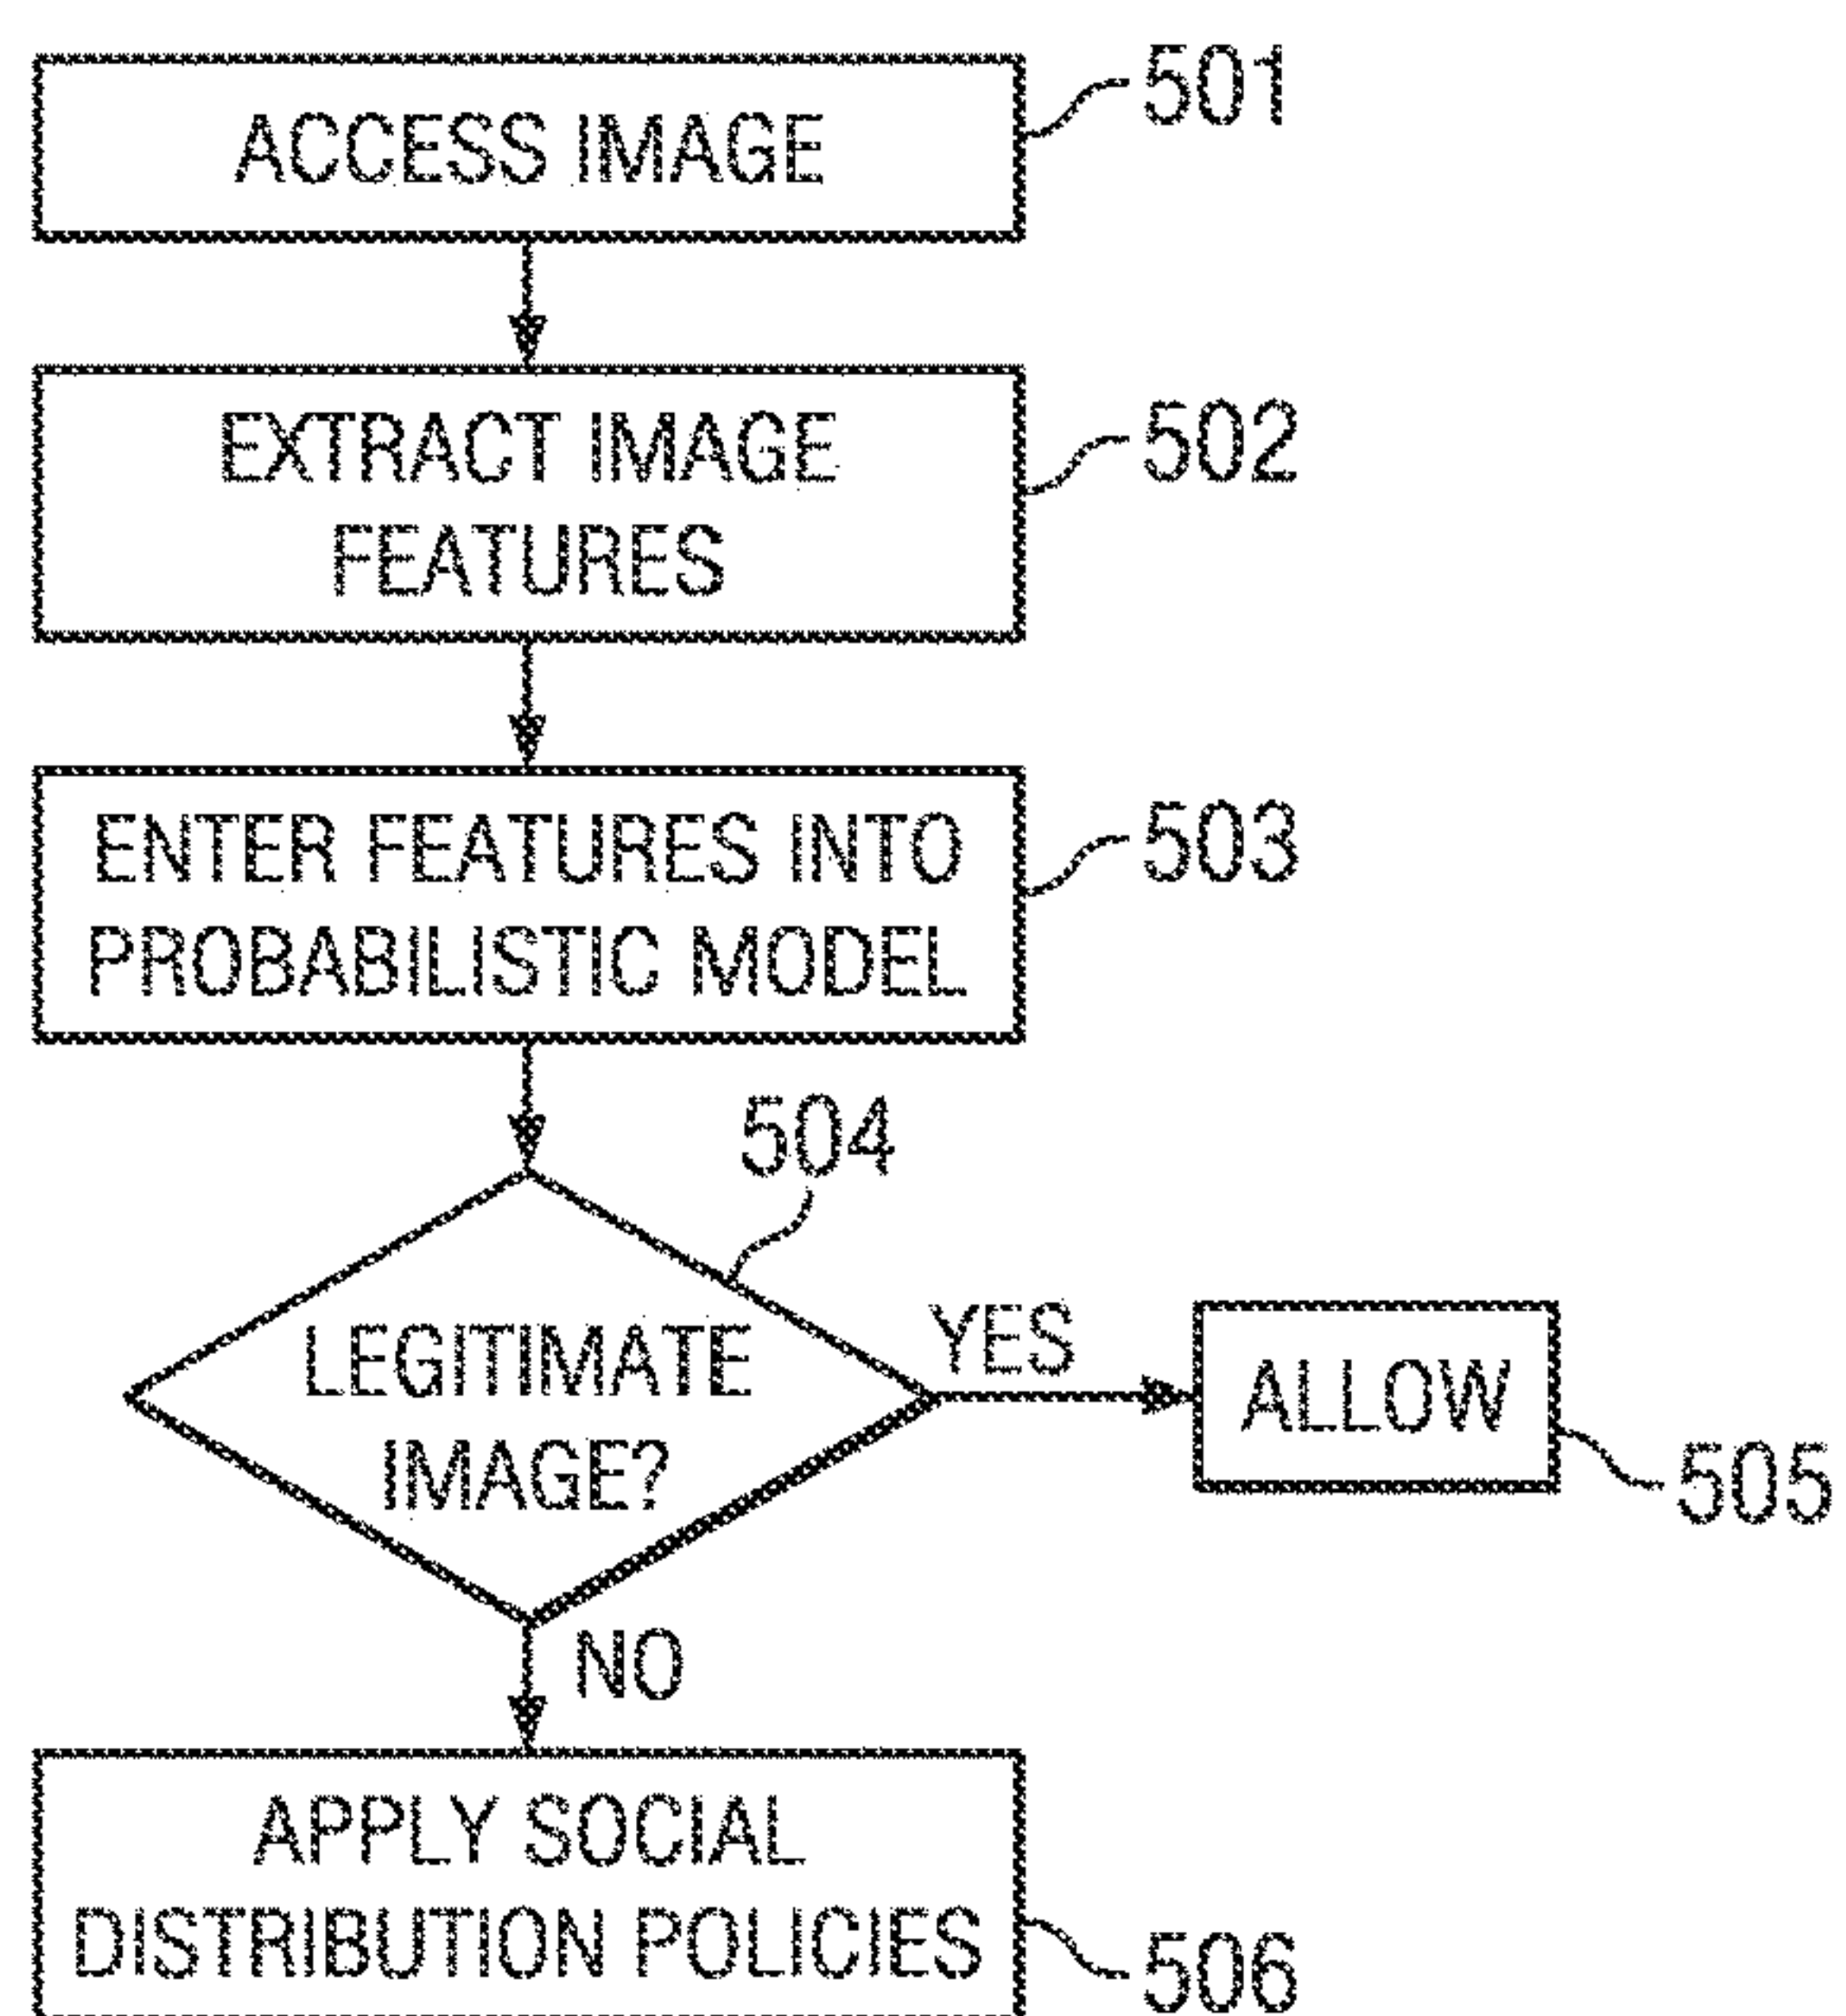 ACCESS IMAGE
501
EXTRACT IMAGE
FEATURES
502
ENTER FEATURES INTO
PROBABILISTIC MODEL
503
504
LEGITIMATE
IMAGE?
YES
ALLOW
505
NO
APPLY SOCIAL
DISTRIBUTION POLICIES
506